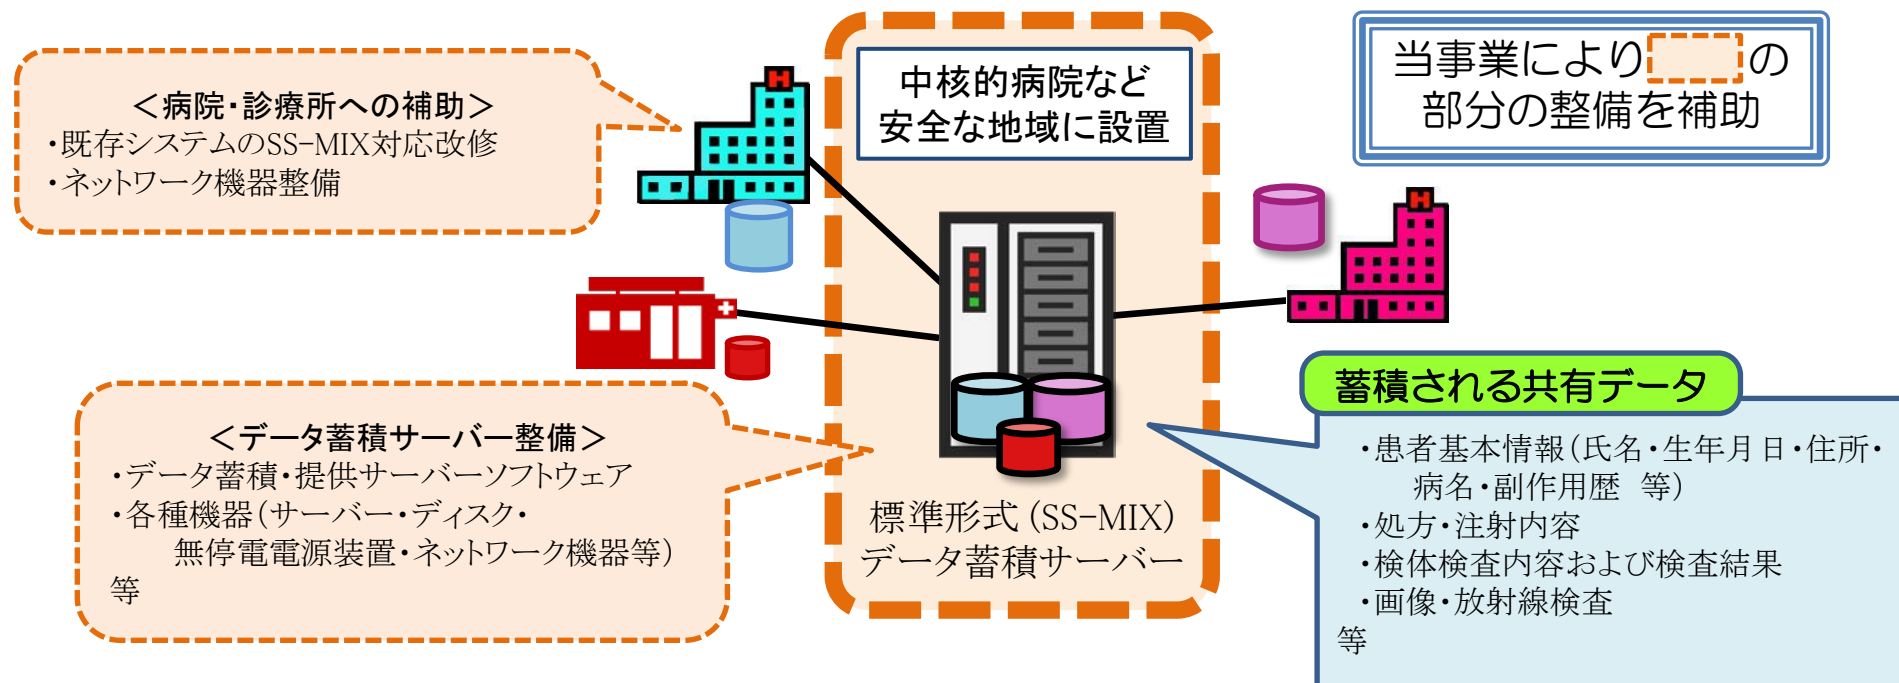 <病院・診療所への補助>
・既存システムのSS-MIX対応改修
・ネットワーク機器整備
中核的病院など
安全な地域に設置
当事業により の
部分の整備を補助
H
H
<データ蓄積サーバー整備>
・データ蓄積・提供サーバーソフトウェア
・各種機器(サーバー・ディスク・
無停電電源装置・ネットワーク機器等)
等
標準形式(SS-MIX)
データ蓄積サーバー
蓄積される共有データ
・患者基本情報(氏名・生年月日・住所・
病名・副作用歴 等)
・処方・注射内容
・検体検査内容および検査結果
・画像・放射線検査
等